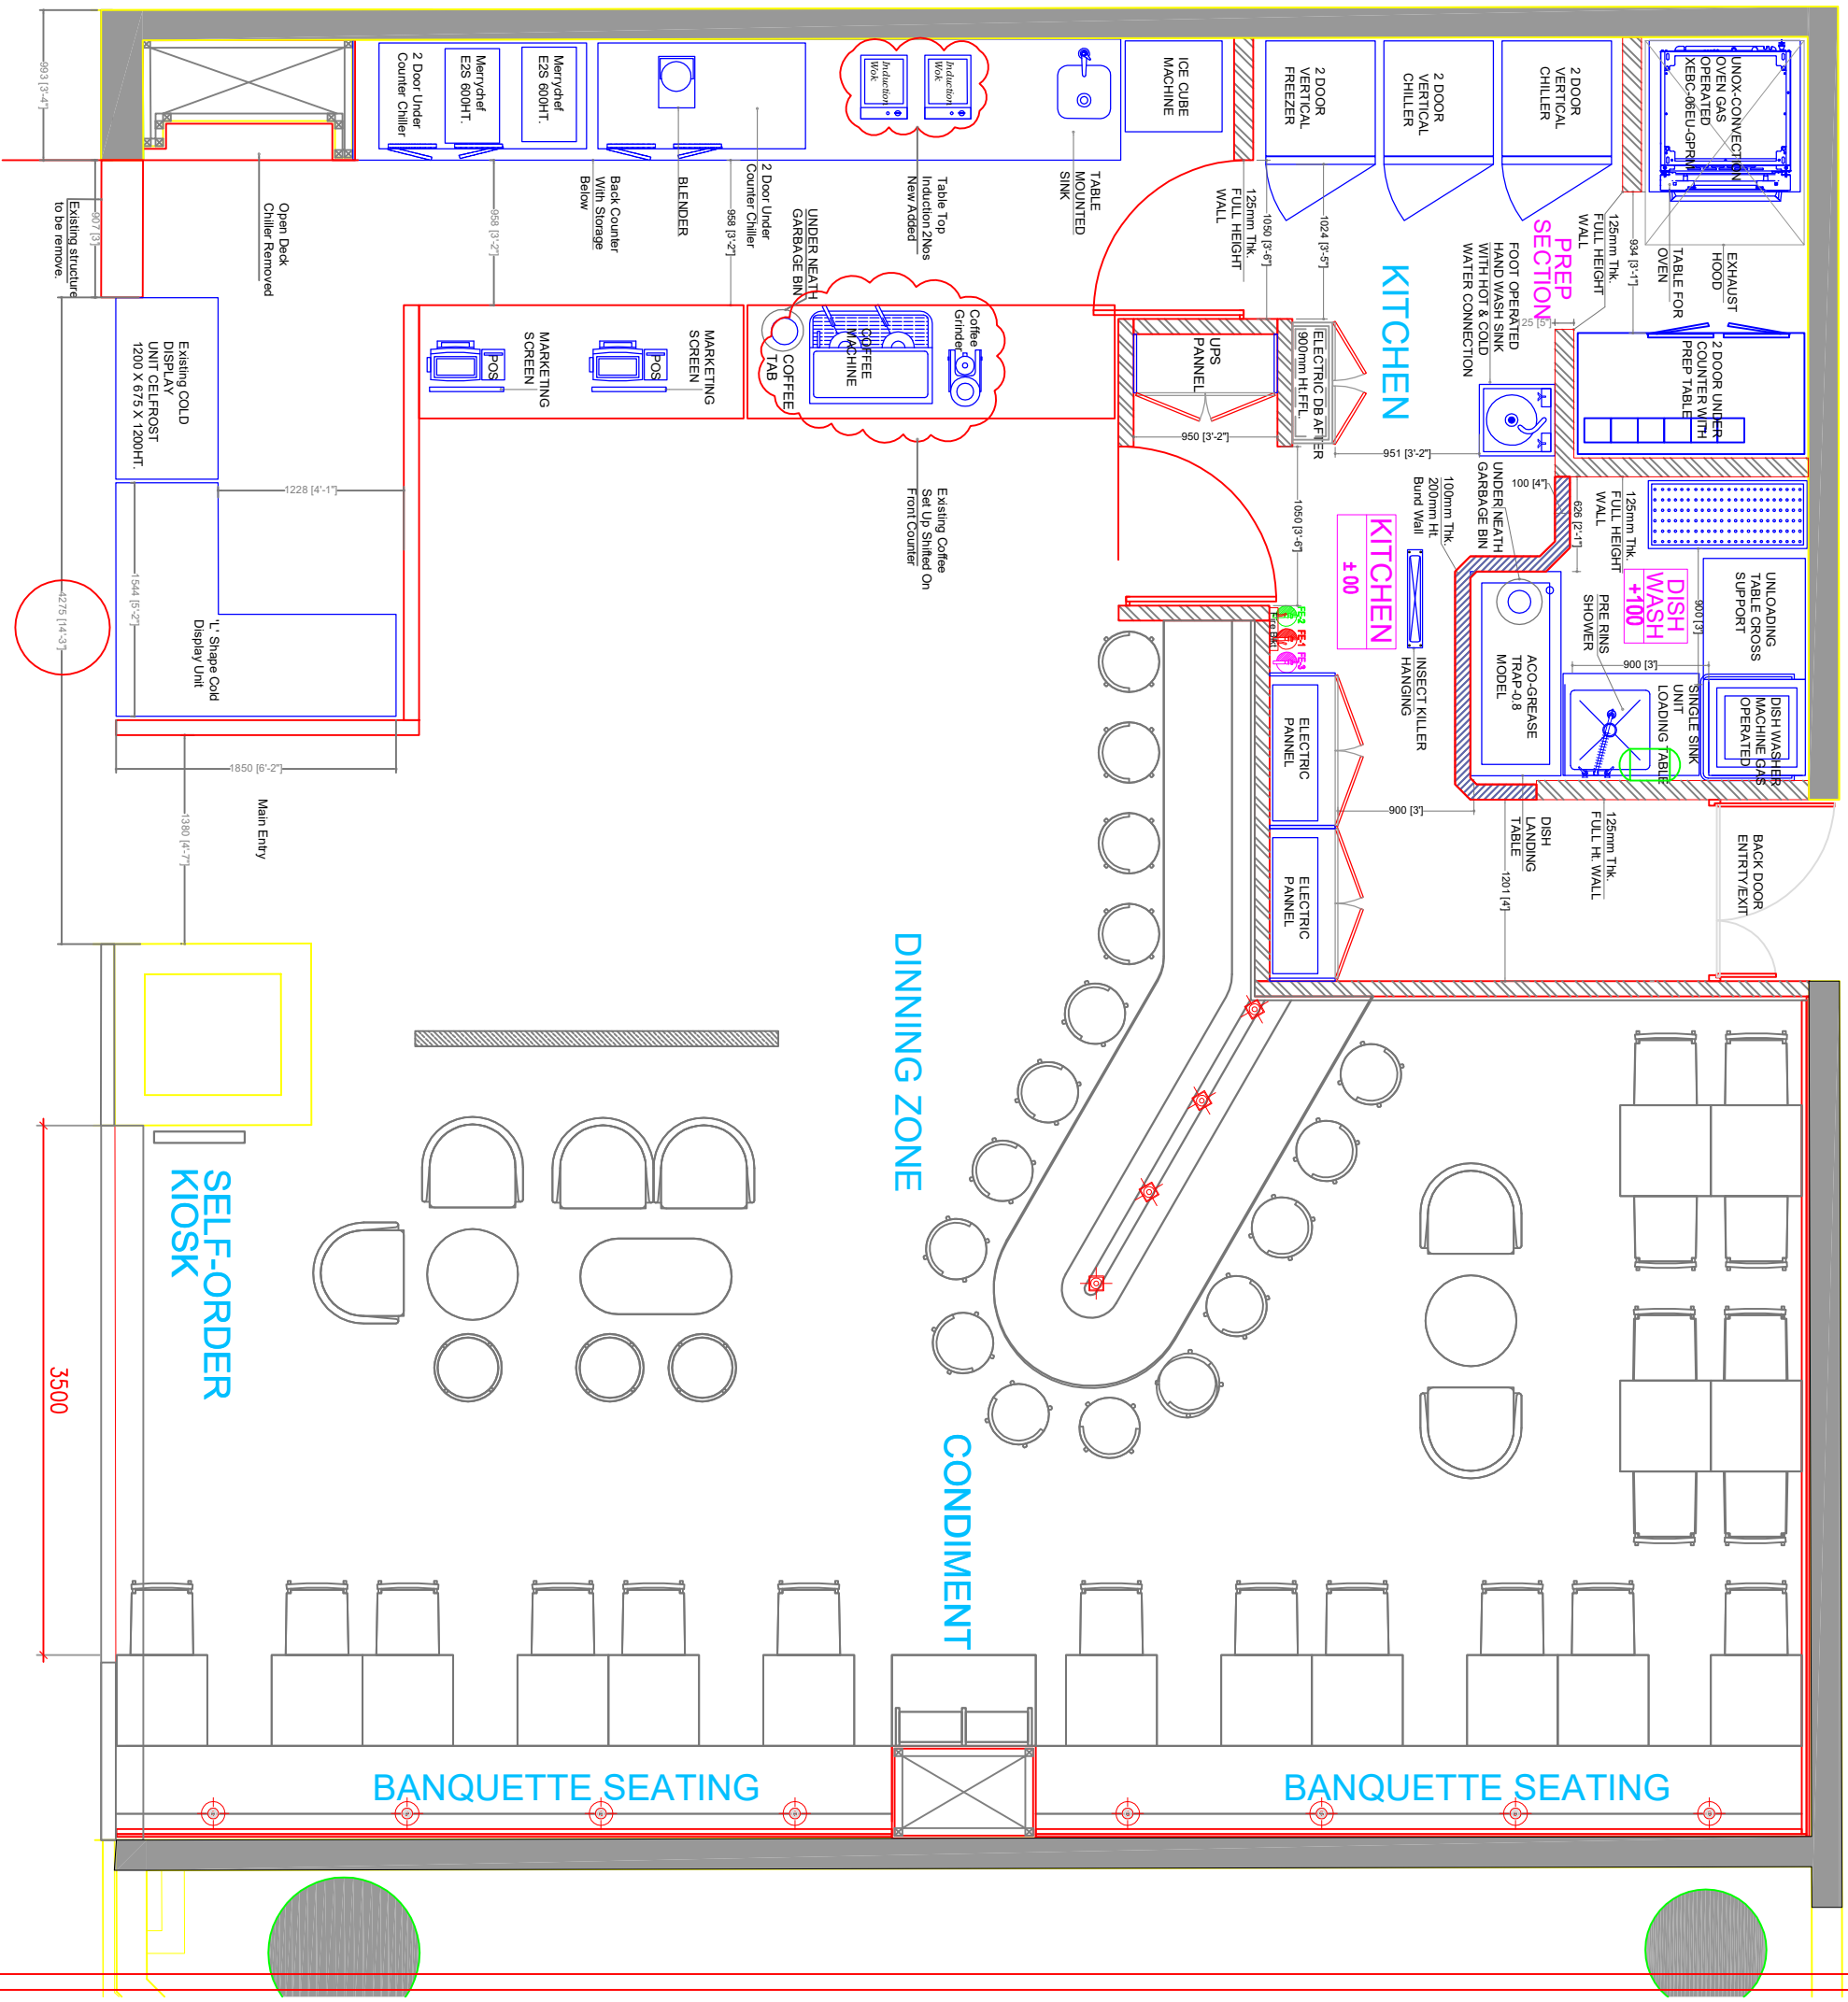 993 [3'-4"]
907 [3']
Existing structure
to be remove.
4275 [14'-3"]
1380 [4'-7"]
Main Entry
1850 [6'-2"]
1544 [5'-2"]
1228 [4'-1"]
'L' Shape Cold
Display Unit
Existing COLD
DISPLAY
UNIT CELFROST
1200 X 675 X 1200HT.
Open Deck
Chiller Removed
2 Door Under
Counter Chiller
Merrychef
E2S 600HT.
Merrychef
E2S 600HT.
958 [3'-2"]
Back Counter
With Storage
Below
BLENDER
958 [3'-2"]
2 Door Under
Counter Chiller
UNDER NEATH
GARBAGE BIN
Induction
Wok
Induction
Wok
Table Top
Induction 2Nos
New Added
TABLE
MOUNTED
SINK
ICE CUBE
MACHINE
125mm Thk.
FULL HEIGHT
WALL
1050 [3'-6"]
2 DOOR
VERTICAL
FREEZER
1024 [3'-5"]
2 DOOR
VERTICAL
CHILLER
2 DOOR
VERTICAL
CHILLER
UNOX-CONVECTION
OVEN GAS
OPERATED
XEBC-06EU-GPRM
EXHAUST
HOOD
TABLE FOR
OVEN
934 [3'-1"]
125mm Thk.
FULL HEIGHT
WALL
PREP
SECTION
FOOT OPERATED
HAND WASH SINK
WITH HOT & COLD
WATER CONNECTION
KITCHEN
2 DOOR UNDER
COUNTER WITH
PREP TABLE
MARKETING
SCREEN
POS
MARKETING
SCREEN
POS
COFFEE
TAB
COFFEE
MACHINE
Coffee
Grinder
Existing Coffee
Set Up Shifted On
Front Counter
UPS
PANNEL
950 [3'-2"]
ELECTRIC DB AFTER
900mm Ht.FFL.
951 [3'-2"]
1050 [3'-6"]
UNDER NEATH
GARBAGE BIN
100mm Thk.
200mm Ht.
Bund Wall
100 [4"]
626 [2'-1"]
125mm Thk.
FULL HEIGHT
WALL
KITCHEN
±00
DISH
WASH
+100
900 [3']
UNLOADING
TABLE CROSS
SUPPORT
PRE RINS
SHOWER
900 [3']
INSECT KILLER
HANGING
ACO-GREASE
TRAP-0.8
MODEL
SINGLE SINK
UNIT
LOADING TABLE
DISH WASHER
MACHINE GAS
OPERATED
FE-2
FE-1
FE-3
ELECTRIC
PANNEL
ELECTRIC
PANNEL
900 [3']
DISH
LANDING
TABLE
1201 [4']
125mm Thk.
FULL Ht. WALL
BACK DOOR
ENTRTY/EXIT
DINNING ZONE
SELF-ORDER
KIOSK
3500
CONDIMENT
BANQUETTE SEATING
BANQUETTE SEATING